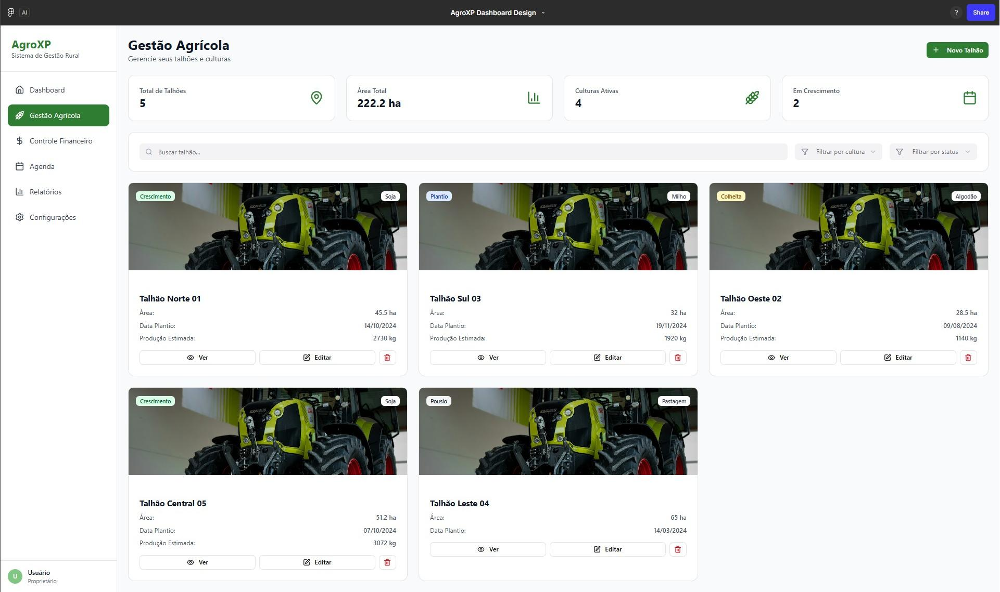 AI
AgroXP Dashboard Design
?
Share
AgroXP
Sistema de Gestão Rural
Dashboard
Gestão Agrícola
Controle Financeiro
Agenda
Relatórios
Configurações
U
Usuário
Proprietário
Gestão Agrícola
Gerencie seus talhões e culturas
Novo Talhão
Total de Talhões
5
Área Total
222.2 ha
Culturas Ativas
4
Em Crescimento
2
Buscar talhão...
Filtrar por cultura
Filtrar por status
Crescimento Soja
Talhão Norte 01
Área: 45.5 ha
Data Plantio: 14/10/2024
Produção Estimada: 2730 kg
Ver Editar
Plantio Milho
Talhão Sul 03
Área: 32 ha
Data Plantio: 19/11/2024
Produção Estimada: 1920 kg
Ver Editar
Colheita Algodão
Talhão Oeste 02
Área: 28.5 ha
Data Plantio: 09/08/2024
Produção Estimada: 1140 kg
Ver Editar
Crescimento Soja
Talhão Central 05
Área: 51.2 ha
Data Plantio: 07/10/2024
Produção Estimada: 3072 kg
Ver Editar
Pousio Pastagem
Talhão Leste 04
Área: 65 ha
Data Plantio: 14/03/2024
Ver Editar